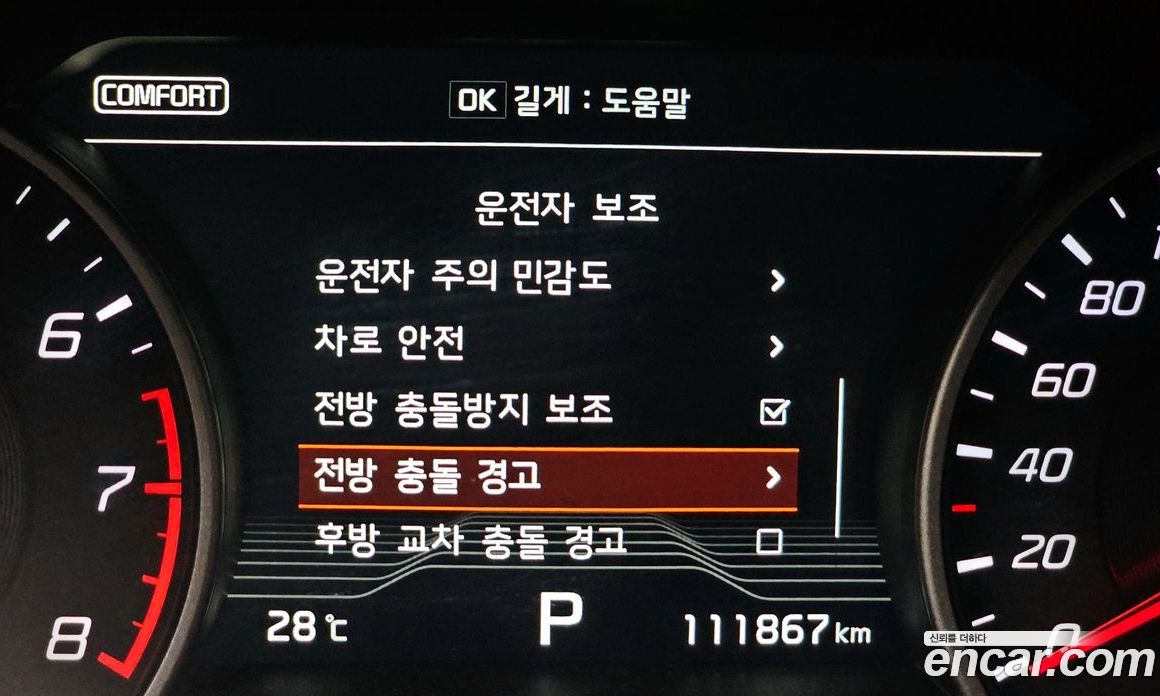 COMFORT
OK 길게 : 도움말
운전자 보조
운전자 주의 민감도
차로 안전
전방 충돌방지 보조
전방 충돌 경고
후방 교차 충돌 경고
28 ℃
P
111867 km
6
7
8
80
60
40
20
0
신뢰를 더하다
encar.com